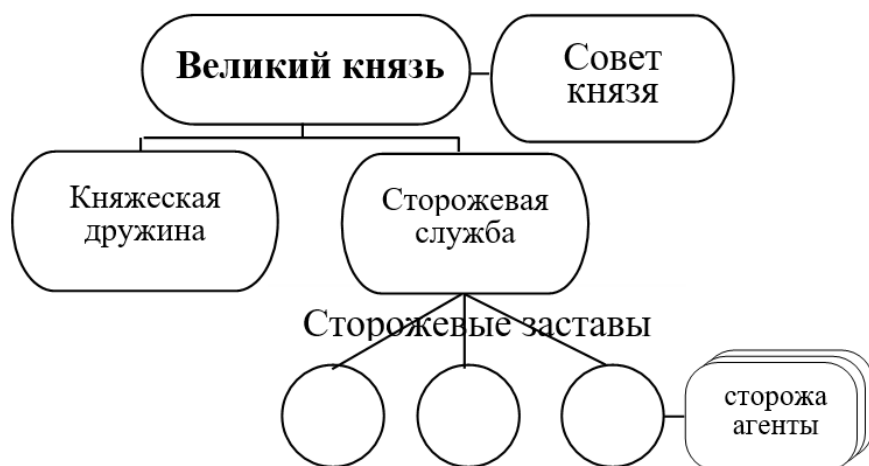 Великий князь
Совет
князя
Княжеская
дружина
Сторожевая
служба
Сторожевые заставы
сторожа
агенты